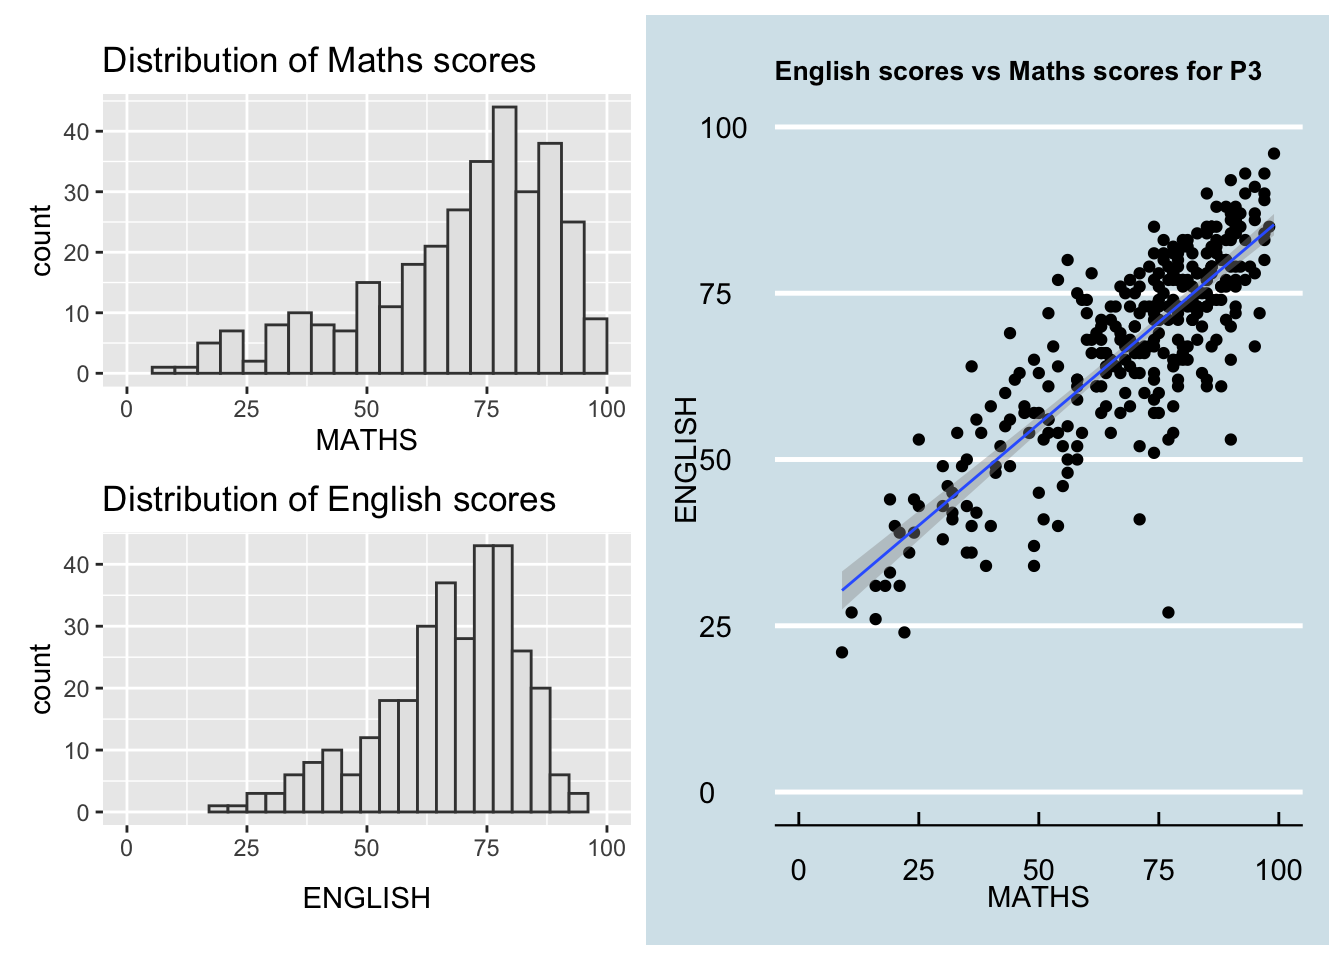 Distribution of Maths scores
count
40
30
20
10
0
0 25 50 75 100
MATHS
Distribution of English scores
count
40
30
20
10
0
0 25 50 75 100
ENGLISH
English scores vs Maths scores for P3
ENGLISH
100
75
50
25
0
0 25 50 75 100
MATHS